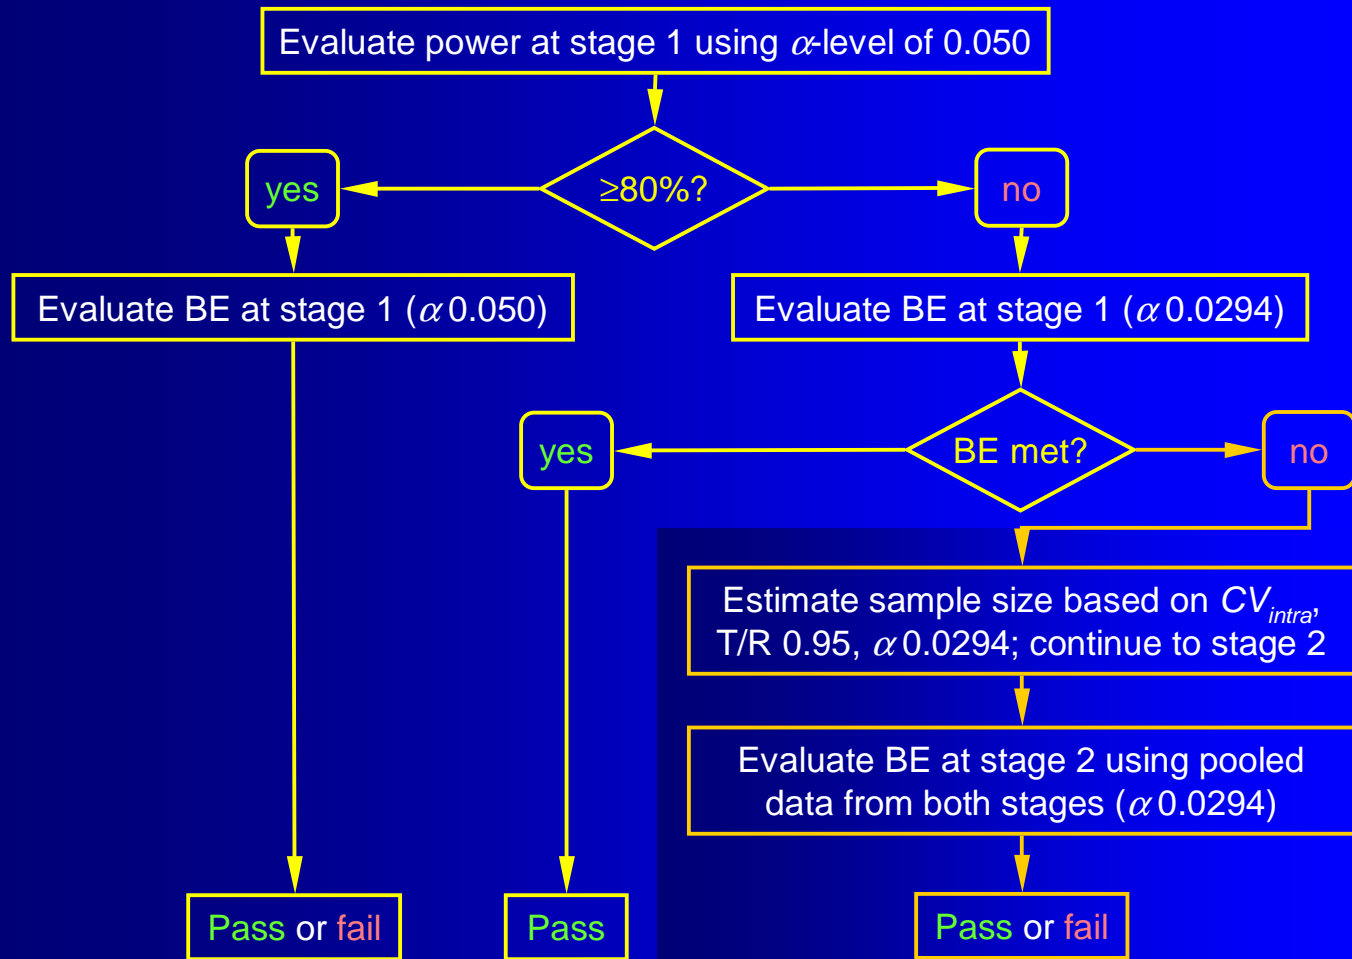 Evaluate power at stage 1 using α-level of 0.050
yes
≥80%?
no
Evaluate BE at stage 1 (α 0.050)
Evaluate BE at stage 1 (α 0.0294)
yes
BE met?
no
Estimate sample size based on CVintra,
T/R 0.95, α 0.0294; continue to stage 2
Evaluate BE at stage 2 using pooled
data from both stages (α 0.0294)
Pass or fail
Pass
Pass or fail